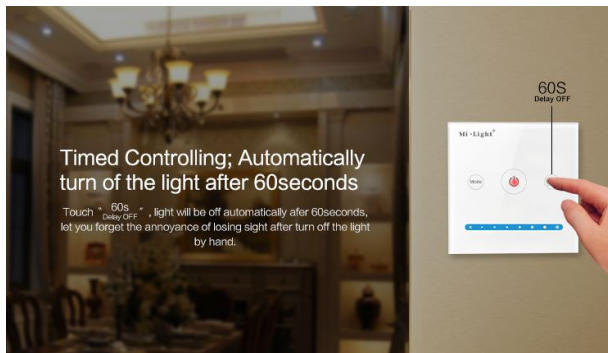 60S
Delay OFF
Mi·Light®
Timed Controlling; Automatically
turn of the light after 60seconds
Touch " 60s Delay OFF " , light will be off automatically afer 60seconds,
let you forget the annoyance of losing sight after turn off the light
by hand.